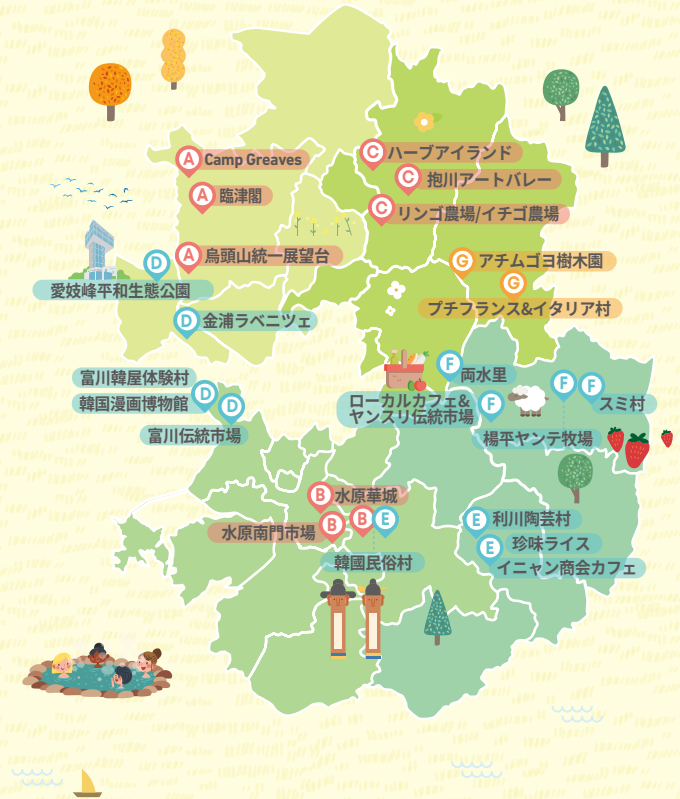 A Camp Greaves
A 臨津閣
C ハーブアイランド
C 抱川アートバレー
C リンゴ農場/イチゴ農場
A 烏頭山統一展望台
D
愛妓峰平和生態公園
D 金浦ラベニツェ
G アチムゴヨ樹木園
G
プチフランス&イタリア村
富川韓屋体験村
韓国漫画博物館 D D
富川伝統市場
F
両水里
ローカルカフェ&
ヤンスリ伝統市場 F
F F
スミ村
楊平ヤンテ牧場
B 水原華城
水原南門市場 B
B E
韓國民俗村
E 利川陶芸村
E 珍味ライス
イニャン商会カフェ